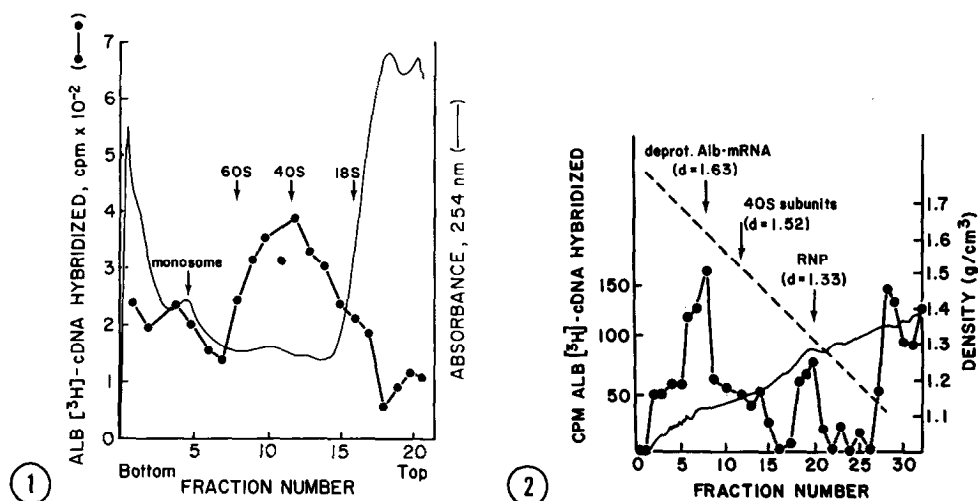 ALB [³H]-cDNA HYBRIDIZED, cpm x 10⁻² (●—●)
7
6
5
4
3
2
1
0
monosome
60S
40S
18S
ABSORBANCE, 254 nm (—)
5
10
15
20
Bottom
Top
FRACTION NUMBER
1
CPM ALB [³H]-cDNA HYBRIDIZED
150
100
50
0
deprot. Alb-mRNA
(d=1.63)
40S subunits
(d=1.52)
RNP
(d=1.33)
1.7
1.6
1.5
1.4
1.3
1.2
1.1
DENSITY (g/cm³)
0
5
10
15
20
25
30
FRACTION NUMBER
2